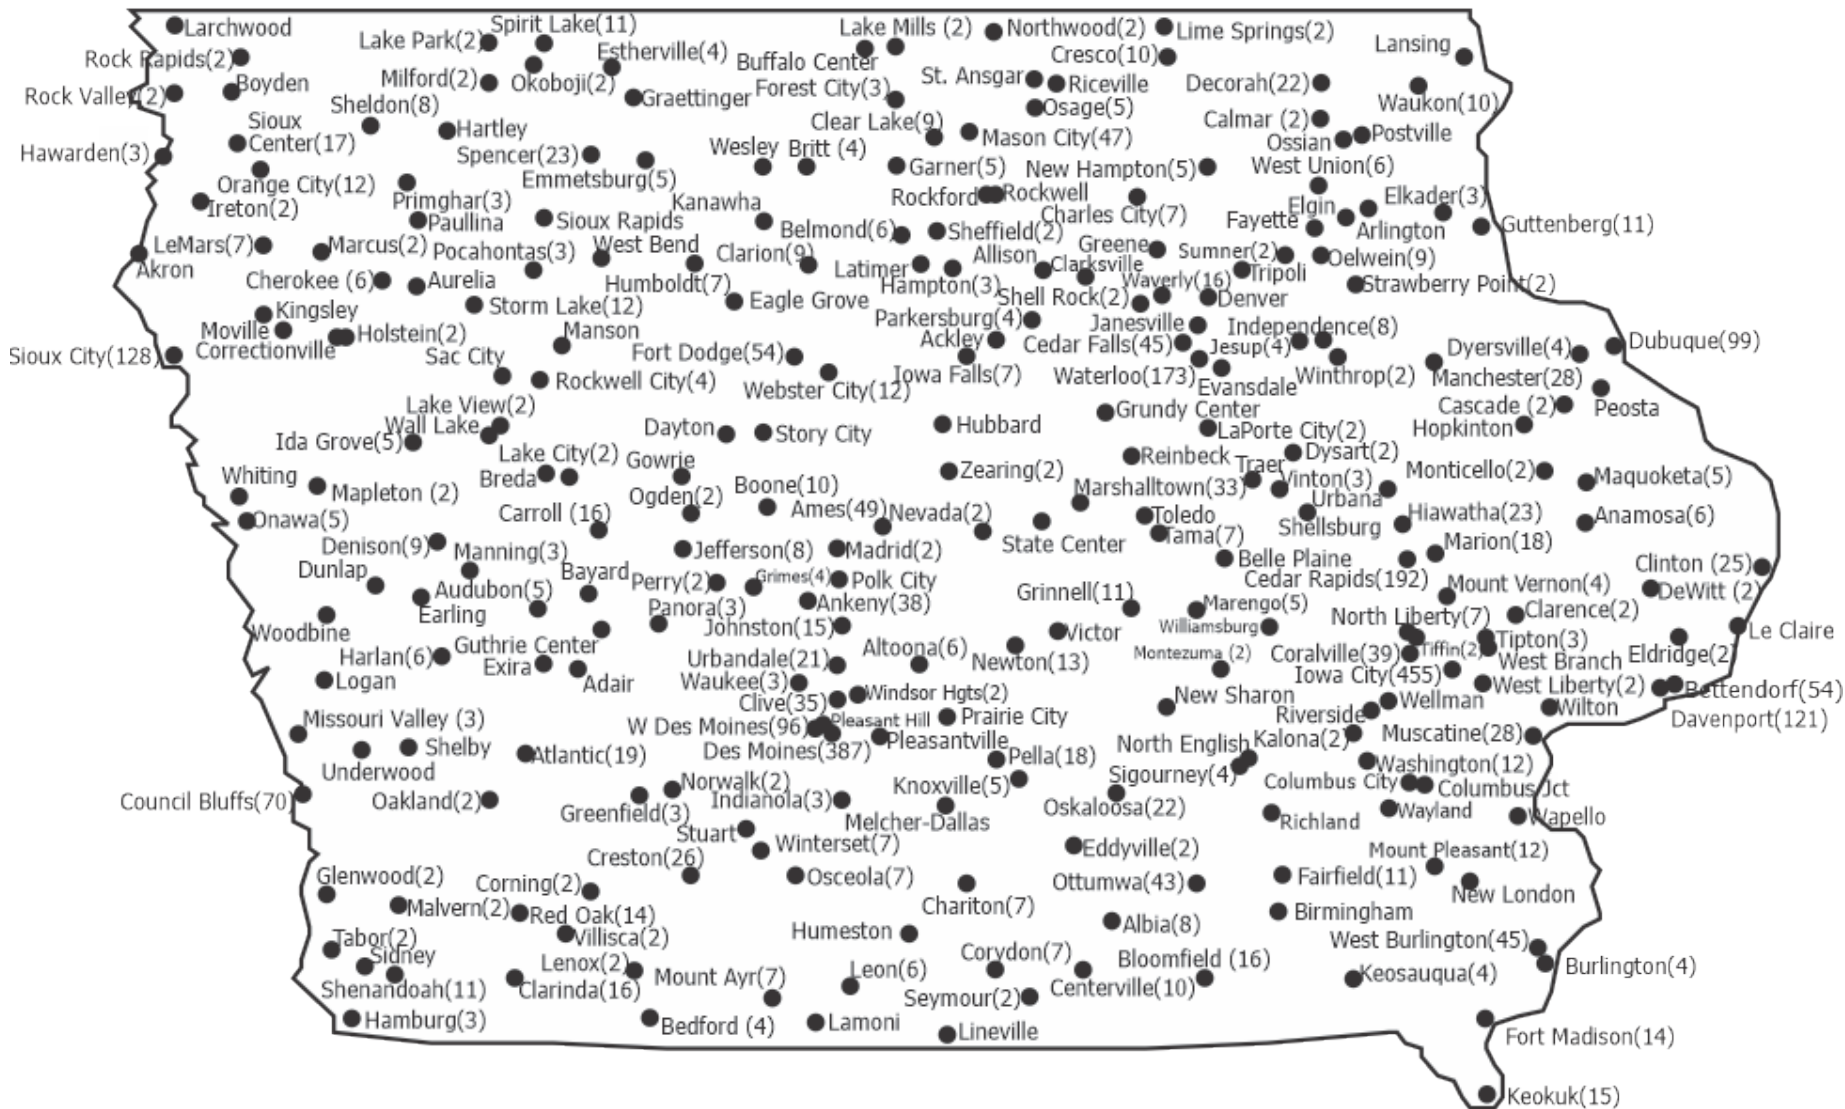 Larchwood
Spirit Lake(11)
Lake Mills (2)
Northwood(2)
Lime Springs(2)
Lake Park(2)
Estherville(4)
Buffalo Center
Cresco(10)
Lansing
Rock Rapids(2)
Boyden
Milford(2)
Okoboji(2)
Graettinger
Forest City(3)
St. Ansgar
Riceville
Decorah(22)
Waukon(10)
Rock Valley(2)
Sheldon(8)
Osage(5)
Sioux
Center(17)
Hartley
Clear Lake(9)
Mason City(47)
Calmar (2)
Ossian
Postville
Hawarden(3)
Spencer(23)
Wesley
Britt (4)
Emmetsburg(5)
Garner(5)
New Hampton(5)
West Union(6)
Orange City(12)
Primghar(3)
Kanawha
Rockford
Rockwell
Elkader(3)
Ireton(2)
Paullina
Sioux Rapids
Charles City(7)
Elgin
Fayette
Arlington
Guttenberg(11)
Belmond(6)
Sheffield(2)
LeMars(7)
Marcus(2)
Pocahontas(3)
West Bend
Clarion(9)
Allison
Greene
Sumner(2)
Oelwein(9)
Akron
Latimer
Clarksville
Tripoli
Cherokee (6)
Aurelia
Humboldt(7)
Hampton(3)
Waverly(16)
Strawberry Point(2)
Kingsley
Storm Lake(12)
Eagle Grove
Shell Rock(2)
Denver
Moville
Holstein(2)
Manson
Parkersburg(4)
Janesville
Independence(8)
Correctionville
Sac City
Fort Dodge(54)
Ackley
Cedar Falls(45)
Jesup(4)
Dyersville(4)
Dubuque(99)
Sioux City(128)
Rockwell City(4)
Webster City(12)
Iowa Falls(7)
Waterloo(173)
Evansdale
Winthrop(2)
Manchester(28)
Lake View(2)
Cascade (2)
Peosta
Wall Lake
Dayton
Story City
Hubbard
Grundy Center
LaPorte City(2)
Hopkinton
Ida Grove(5)
Lake City(2)
Gowrie
Reinbeck
Dysart(2)
Whiting
Breda
Zearing(2)
Traer
Vinton(3)
Monticello(2)
Maquoketa(5)
Mapleton (2)
Ogden(2)
Boone(10)
Marshalltown(33)
Urbana
Onawa(5)
Carroll (16)
Ames(49)
Nevada(2)
Toledo
Shellsburg
Hiawatha(23)
Anamosa(6)
Denison(9)
Manning(3)
Jefferson(8)
Madrid(2)
State Center
Tama(7)
Marion(18)
Dunlap
Bayard
Perry(2)
Grimes(4)
Polk City
Belle Plaine
Cedar Rapids(192)
Clinton (25)
Audubon(5)
Mount Vernon(4)
DeWitt (2)
Earling
Panora(3)
Ankeny(38)
Grinnell(11)
Marengo(5)
North Liberty(7)
Clarence(2)
Woodbine
Johnston(15)
Victor
Williamsburg
Tipton(3)
Le Claire
Harlan(6)
Guthrie Center
Altoona(6)
Newton(13)
Montezuma (2)
Coralville(39)
Tiffin(2)
West Branch
Eldridge(2)
Exira
Urbandale(21)
Logan
Adair
Waukee(3)
Iowa City(455)
West Liberty(2)
Bettendorf(54)
Clive(35)
Windsor Hgts(2)
New Sharon
Wellman
Wilton
Davenport(121)
Missouri Valley (3)
W Des Moines(96)
Pleasant Hill
Prairie City
Riverside
Shelby
Atlantic(19)
Des Moines(387)
Pleasantville
North English
Kalona(2)
Muscatine(28)
Underwood
Pella(18)
Washington(12)
Norwalk(2)
Knoxville(5)
Sigourney(4)
Columbus City
Columbus Jct
Council Bluffs(70)
Oakland(2)
Greenfield(3)
Indianola(3)
Oskaloosa(22)
Wayland
Wapello
Stuart
Melcher-Dallas
Richland
Winterset(7)
Eddyville(2)
Mount Pleasant(12)
Creston(26)
Glenwood(2)
Corning(2)
Osceola(7)
Ottumwa(43)
Fairfield(11)
New London
Malvern(2)
Red Oak(14)
Chariton(7)
Albia(8)
Birmingham
Tabor(2)
Villisca(2)
Humeston
West Burlington(45)
Sidney
Lenox(2)
Mount Ayr(7)
Leon(6)
Corydon(7)
Bloomfield (16)
Keosauqua(4)
Burlington(4)
Shenandoah(11)
Clarinda(16)
Seymour(2)
Centerville(10)
Hamburg(3)
Bedford (4)
Lamoni
Lineville
Fort Madison(14)
Keokuk(15)